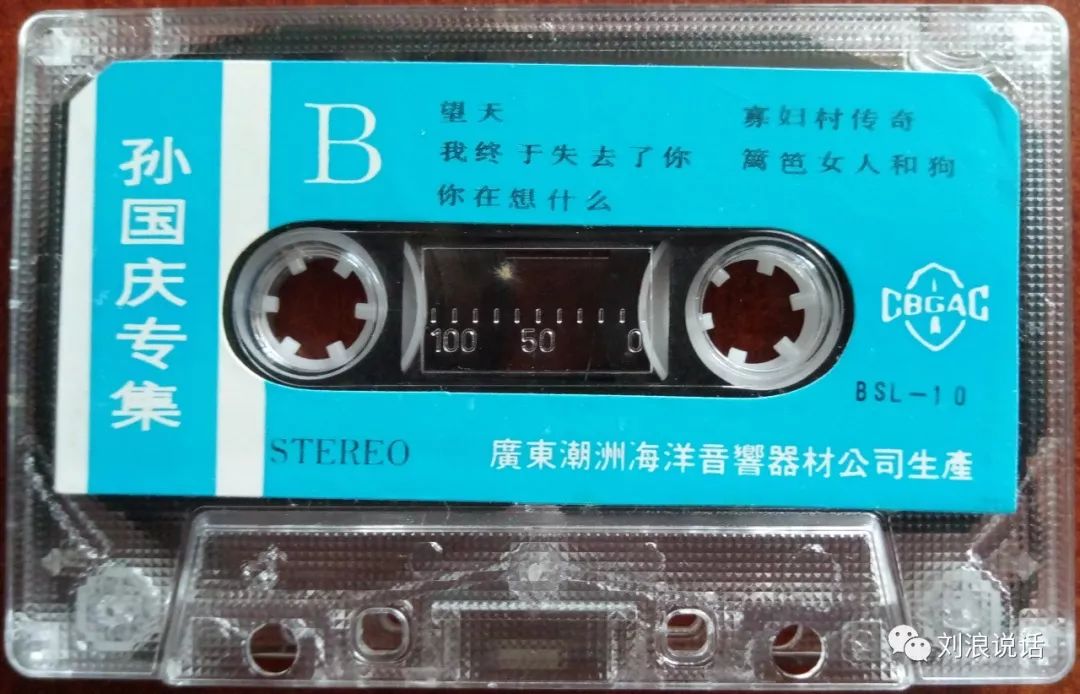 孙国庆专集
B
望天
我终于失去了你
你在想什么
寡妇村传奇
篱笆女人和狗
100 50 0
CBGAC
BSL-10
STEREO
廣東潮洲海洋音響器材公司生產
刘浪说话